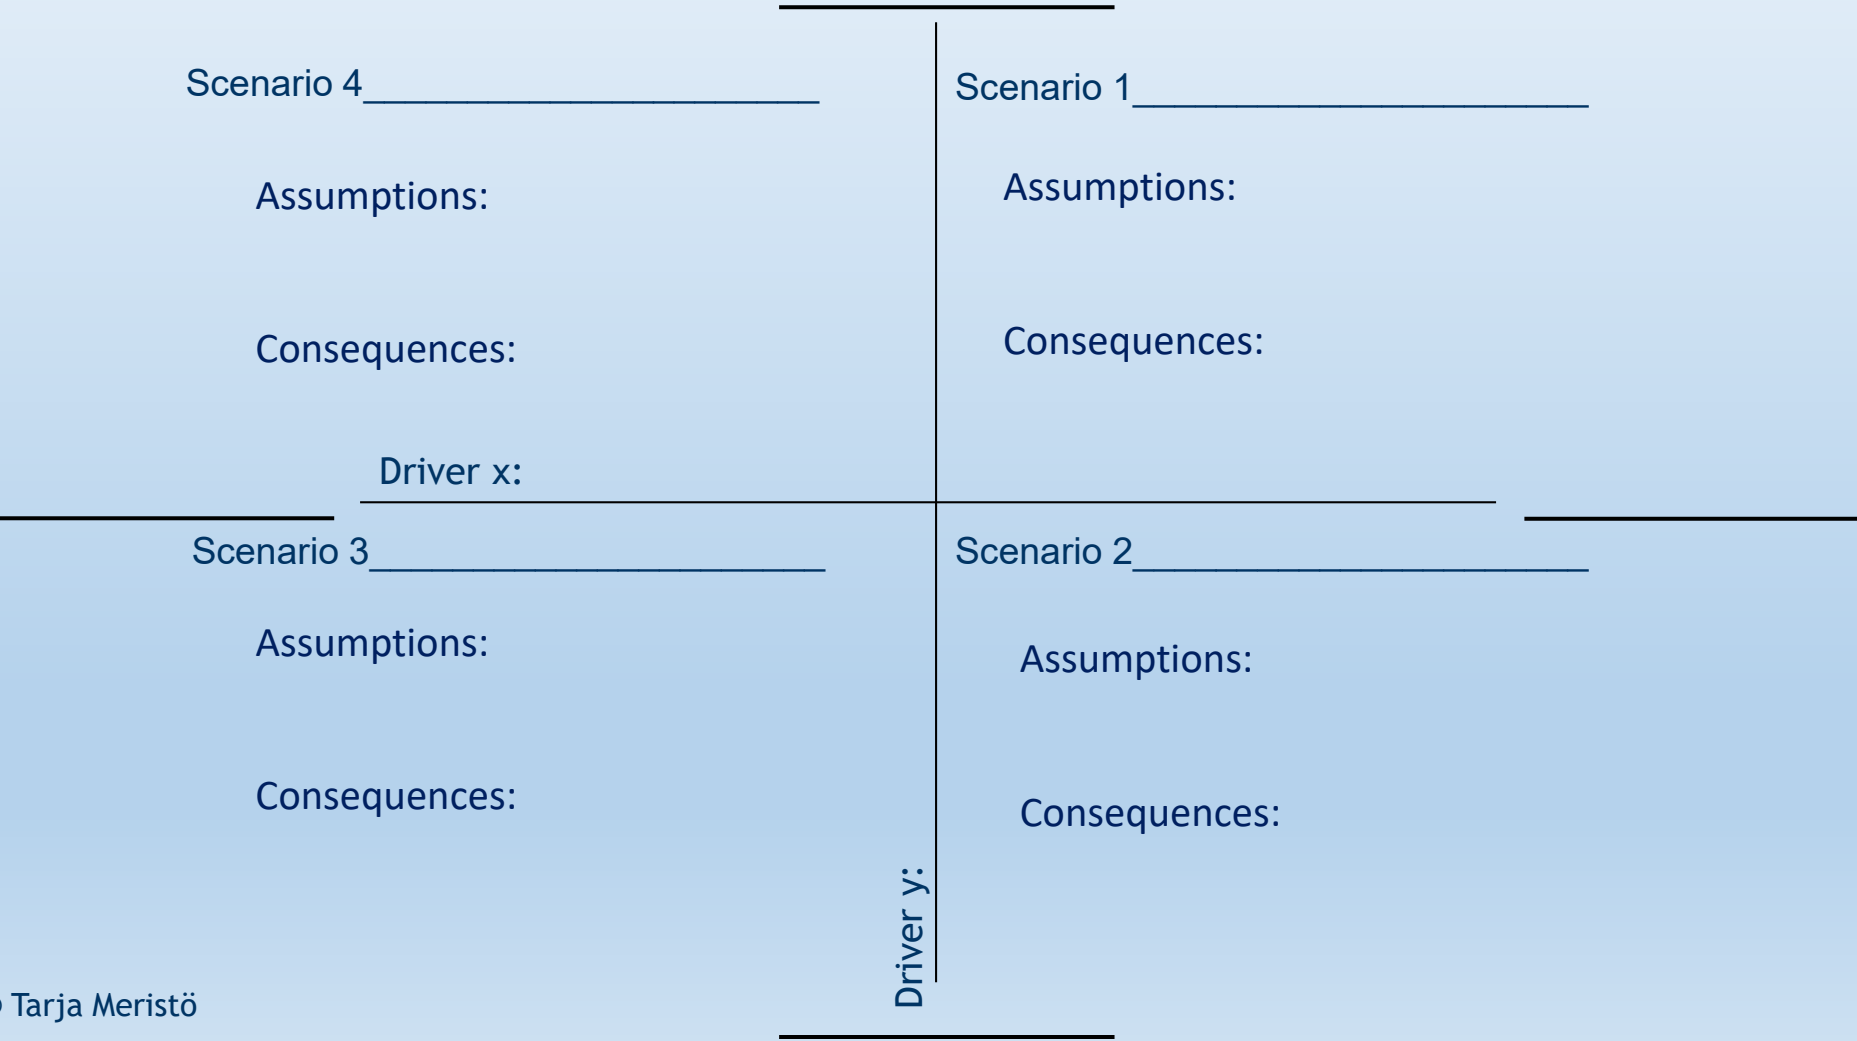 Scenario 4______________________
Assumptions:
Consequences:
Scenario 1______________________
Assumptions:
Consequences:
Driver x:
Scenario 3______________________
Assumptions:
Consequences:
Scenario 2______________________
Assumptions:
Consequences:
Driver y:
© Tarja Meristö